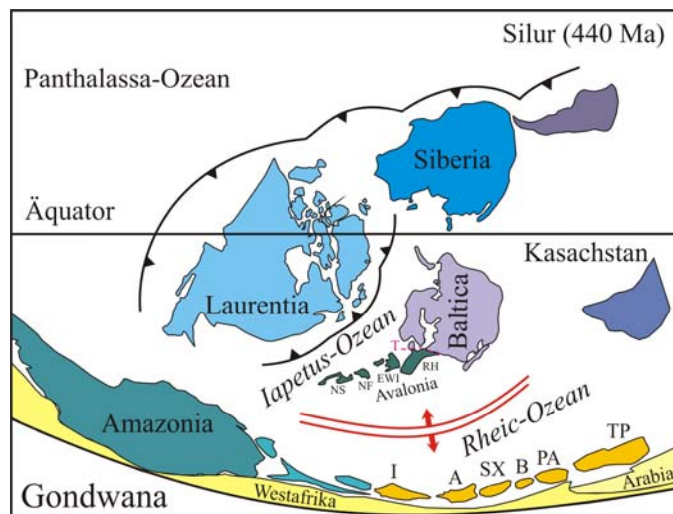 Silur (440 Ma)
Panthalassa-Ozean
Siberia
Äquator
Kasachstan
Laurentia
Baltica
Iapetus-Ozean
T
RH
EWI
NF
NS
Avalonia
Amazonia
Rheic-Ozean
TP
PA
B
SX
A
I
Arabia
Westafrika
Gondwana